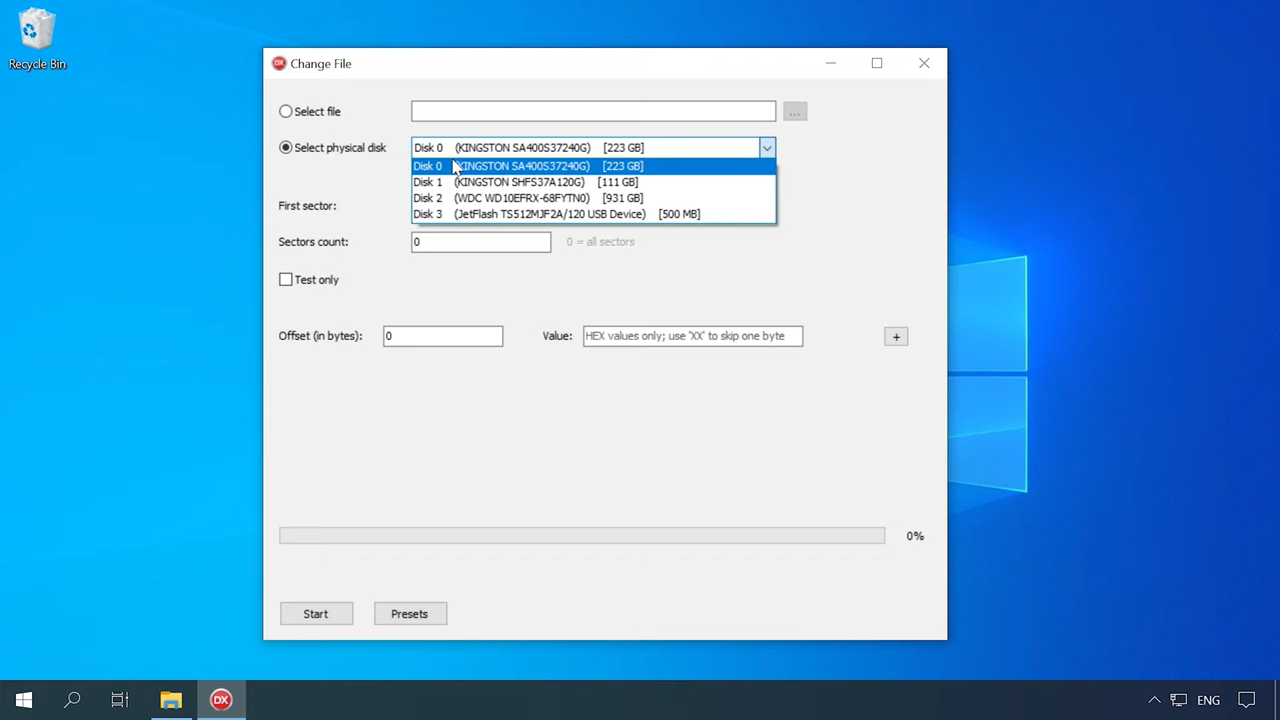 Recycle Bin
DX Change File
Select file
...
Select physical disk
Disk 0 (KINGSTON SA400S37240G) [223 GB]
Disk 0 (KINGSTON SA400S37240G) [223 GB]
Disk 1 (KINGSTON SHFS37A120G) [111 GB]
Disk 2 (WDC WD10EFRX-68FYTN0) [931 GB]
Disk 3 (JetFlash TS512MJF2A/120 USB Device) [500 MB]
First sector:
Sectors count: 0 0 = all sectors
Test only
Offset (in bytes): 0 Value: HEX values only; use 'XX' to skip one byte +
0%
Start Presets
DX ENG